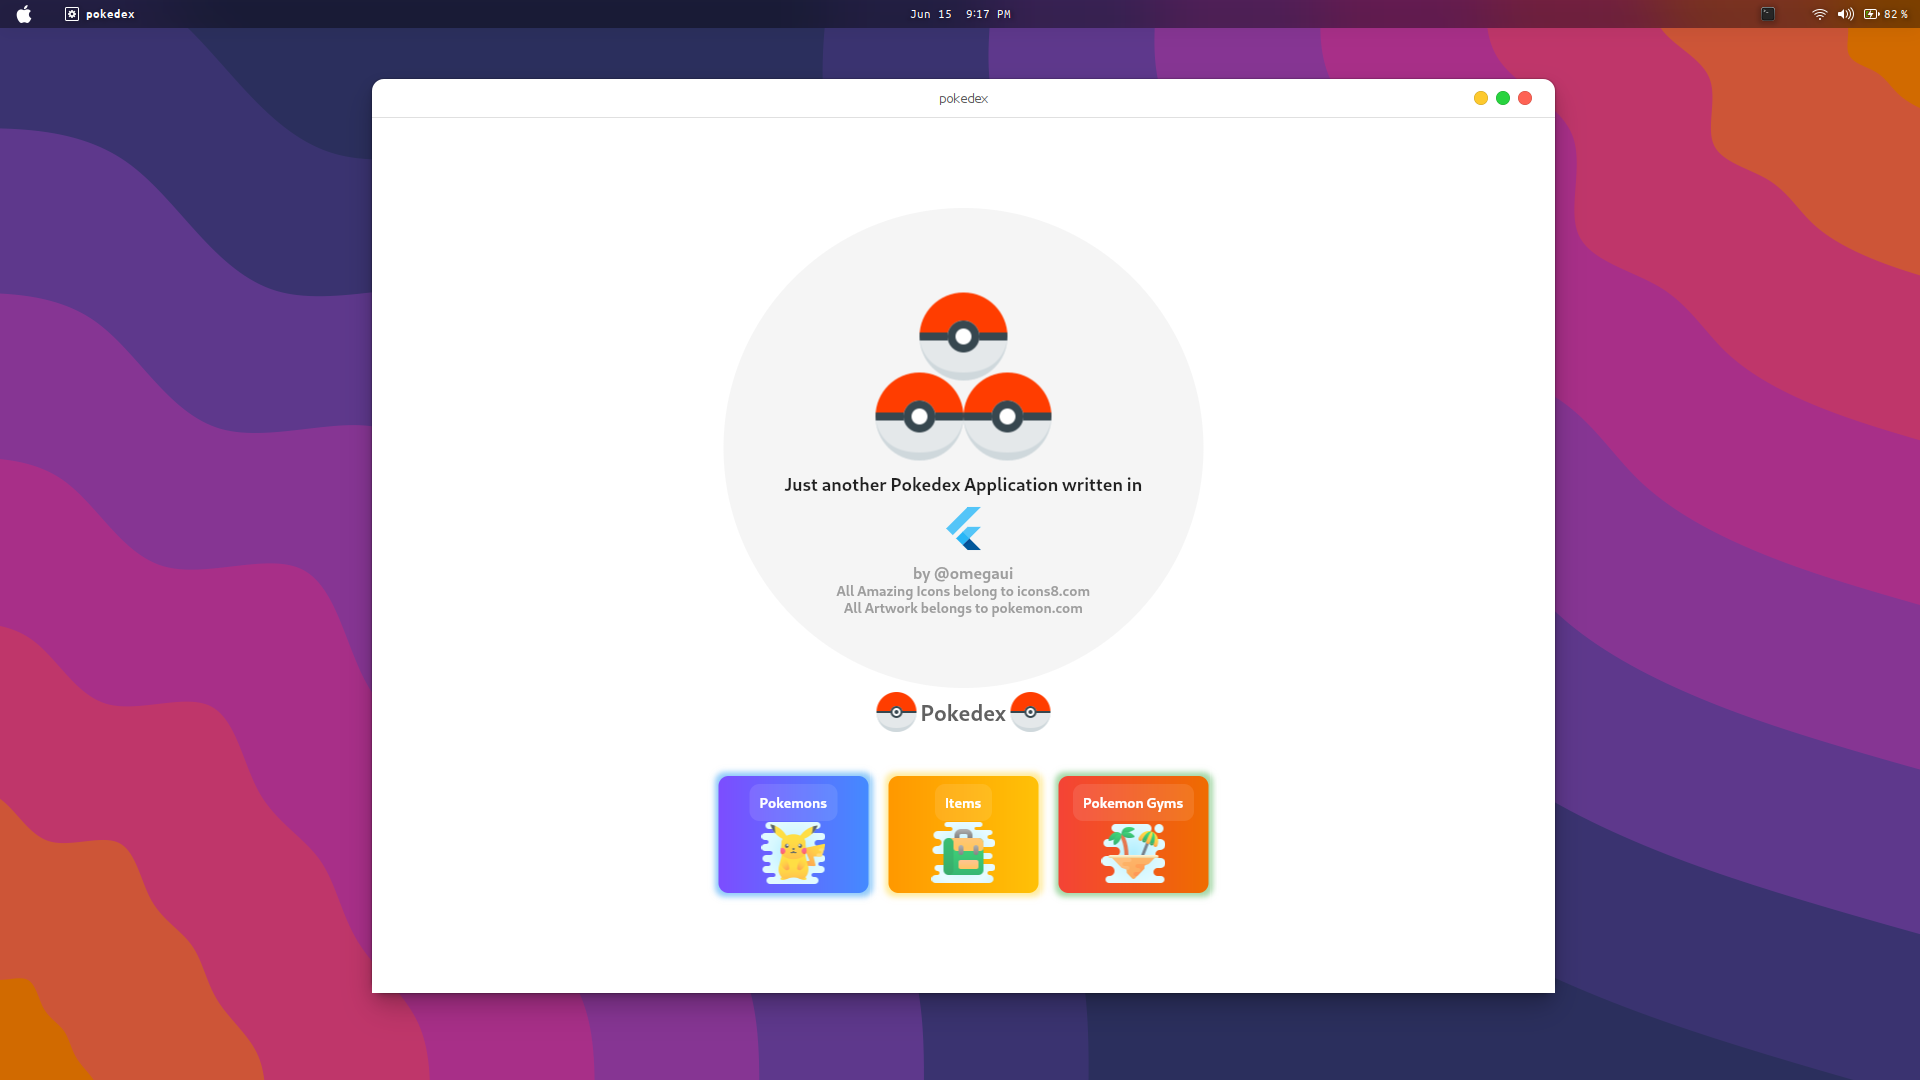 pokedex
Jun 15 9:17 PM
82 %
pokedex
Just another Pokedex Application written in
by @omegaui
All Amazing Icons belong to icons8.com
All Artwork belongs to pokemon.com
Pokedex
Pokemons
Items
Pokemon Gyms